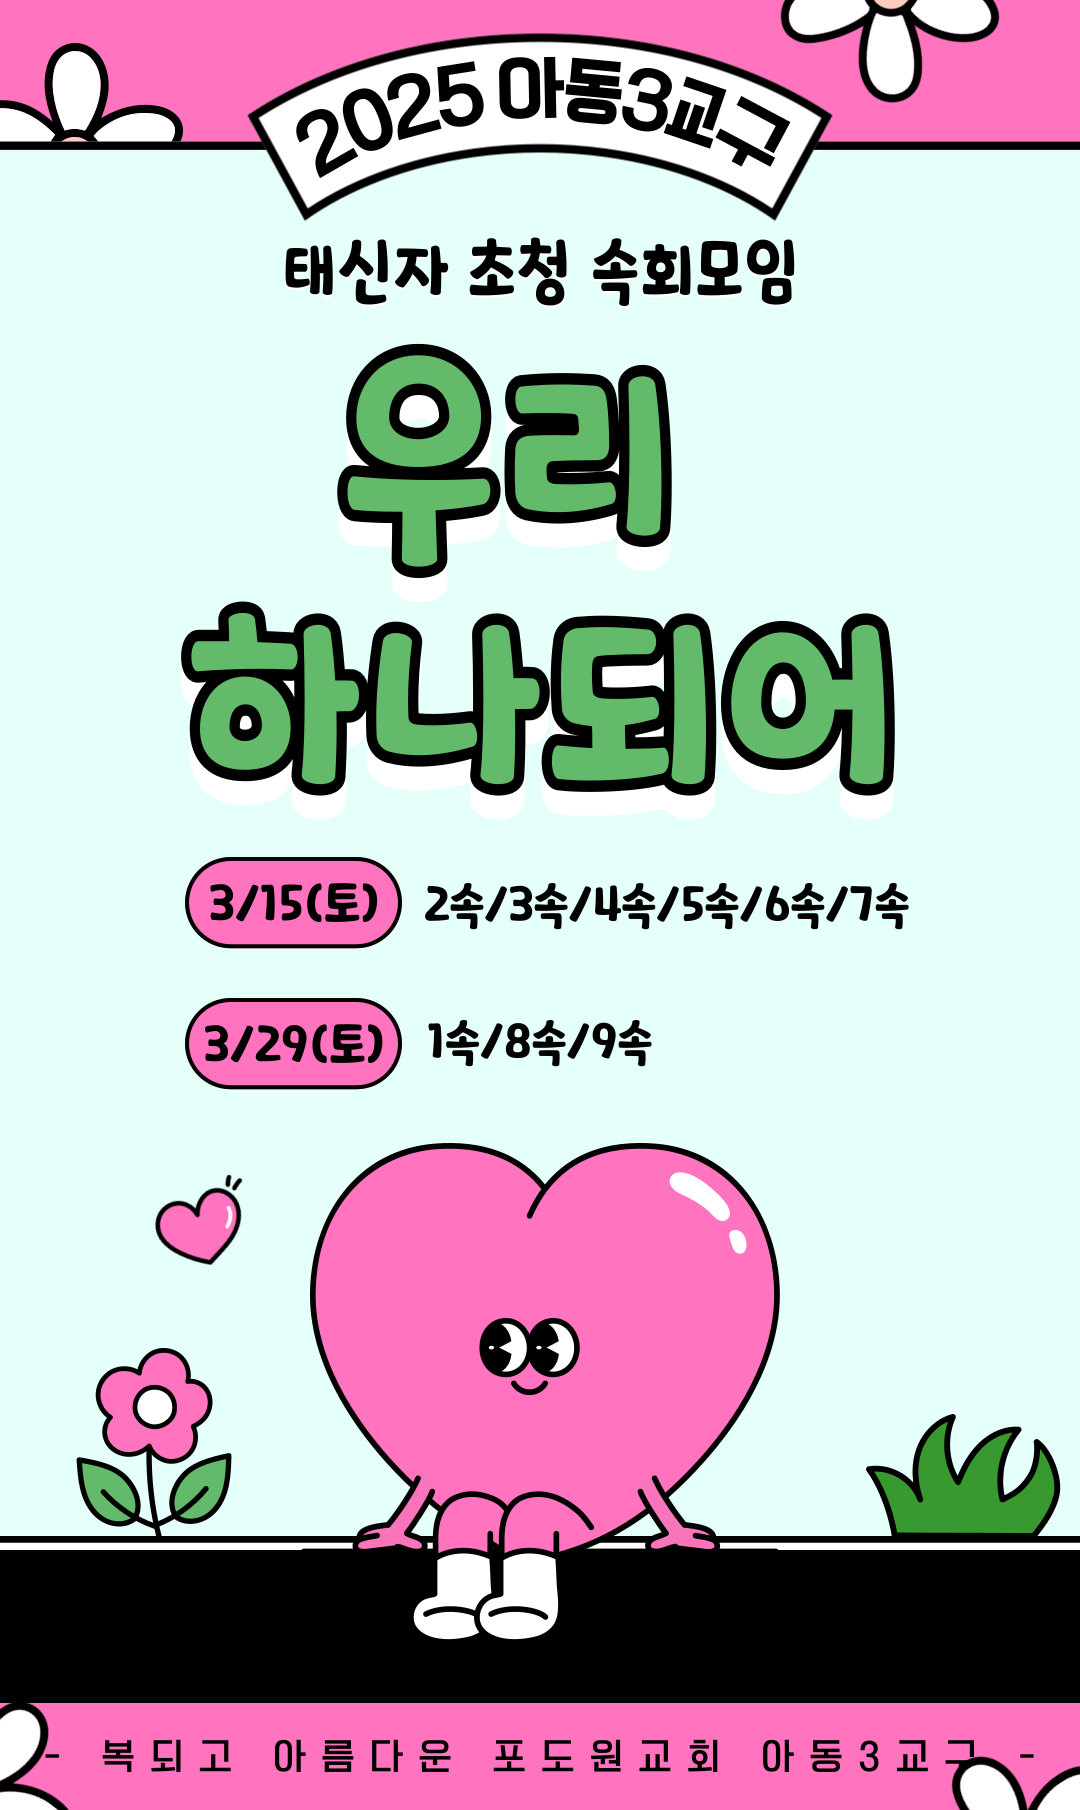 2025 아동3교구
태신자 초청 속회모임
우리
하나되어
3/15(토) 2속/3속/4속/5속/6속/7속
3/29(토) 1속/8속/9속
- 복되고 아름다운 포도원교회 아동3교구 -